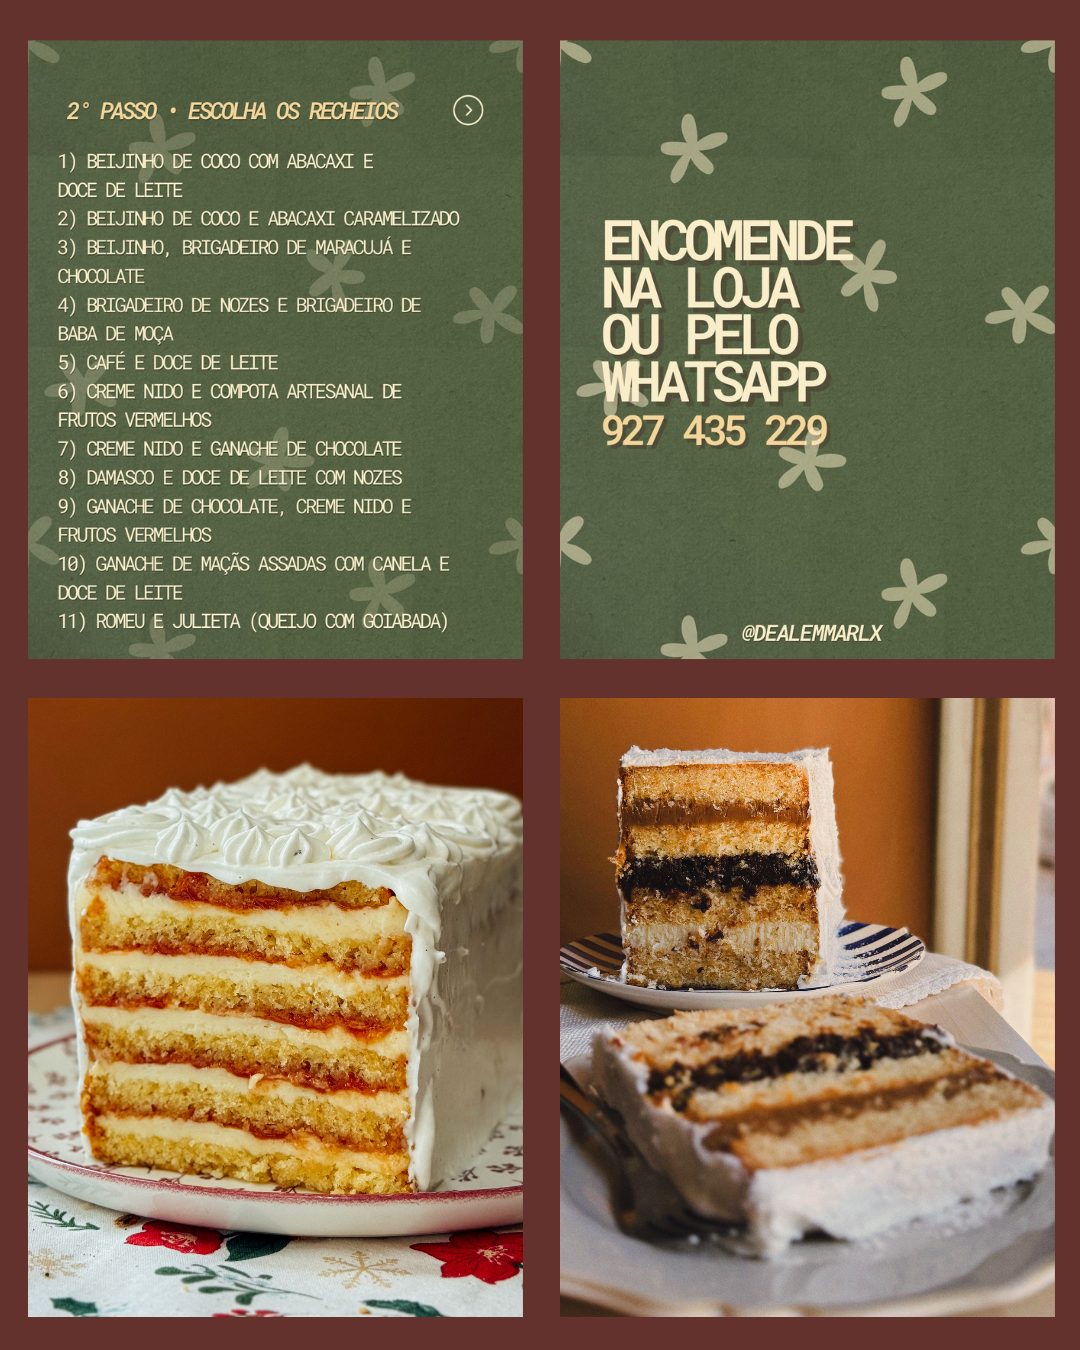 2° PASSO • ESCOLHA OS RECHEIOS
1) BEIJINHO DE COCO COM ABACAXI E
DOCE DE LEITE
2) BEIJINHO DE COCO E ABACAXI CARAMELIZADO
3) BEIJINHO, BRIGADEIRO DE MARACUJÁ E
CHOCOLATE
4) BRIGADEIRO DE NOZES E BRIGADEIRO DE
BABA DE MOÇA
5) CAFÉ E DOCE DE LEITE
6) CREME NIDO E COMPOTA ARTESANAL DE
FRUTOS VERMELHOS
7) CREME NIDO E GANACHE DE CHOCOLATE
8) DAMASCO E DOCE DE LEITE COM NOZES
9) GANACHE DE CHOCOLATE, CREME NIDO E
FRUTOS VERMELHOS
10) GANACHE DE MAÇÃS ASSADAS COM CANELA E
DOCE DE LEITE
11) ROMEU E JULIETA (QUEIJO COM GOIABADA)
ENCOMENDE
NA LOJA
OU PELO
WHATSAPP
927 435 229
@DEALEMMARLX